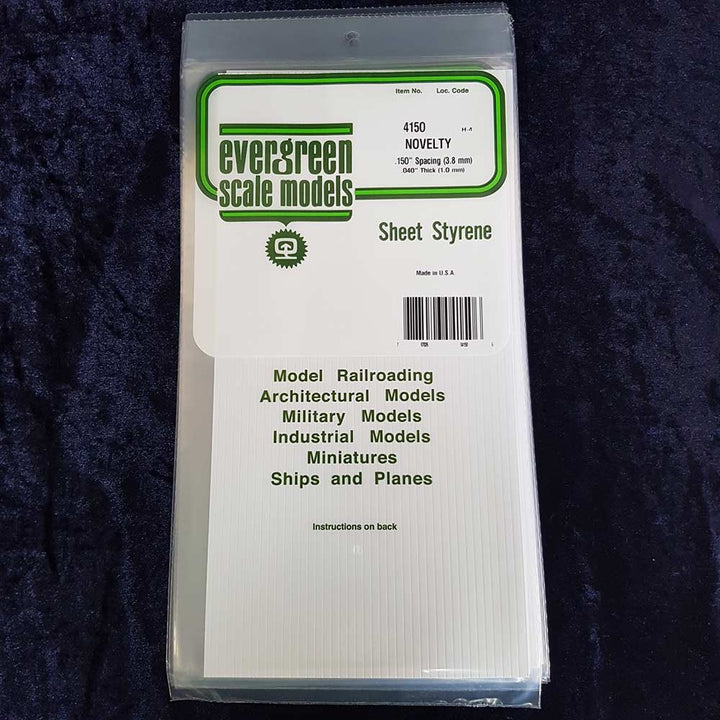 Item No. Loc. Code
4150 H-4
NOVELTY
.150" Spacing (3.8 mm)
.040" Thick (1.0 mm)
evergreen
scale models
Sheet Styrene
Made in U.S.A
Model Railroading
Architectural Models
Military Models
Industrial Models
Miniatures
Ships and Planes
Instructions on back